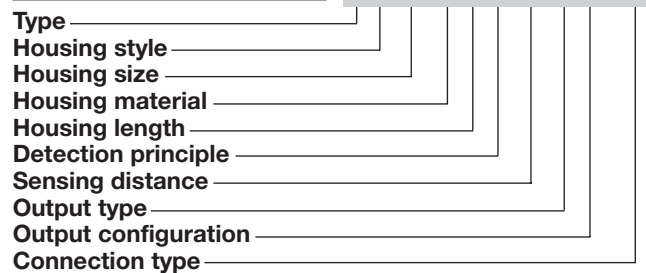 Type
Housing style
Housing size
Housing material
Housing length
Detection principle
Sensing distance
Output type
Output configuration
Connection type